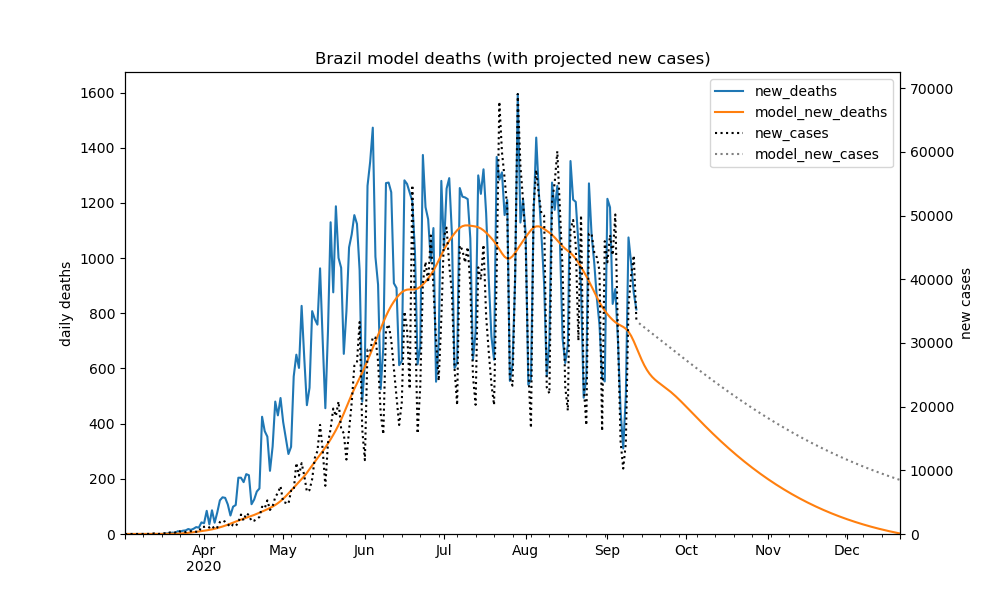 Brazil model deaths (with projected new cases)
new_deaths
model_new_deaths
new_cases
model_new_cases
daily deaths
1600
1400
1200
1000
800
600
400
200
0
new cases
70000
60000
50000
40000
30000
20000
10000
0
Apr May Jun Jul Aug Sep Oct Nov Dec
2020